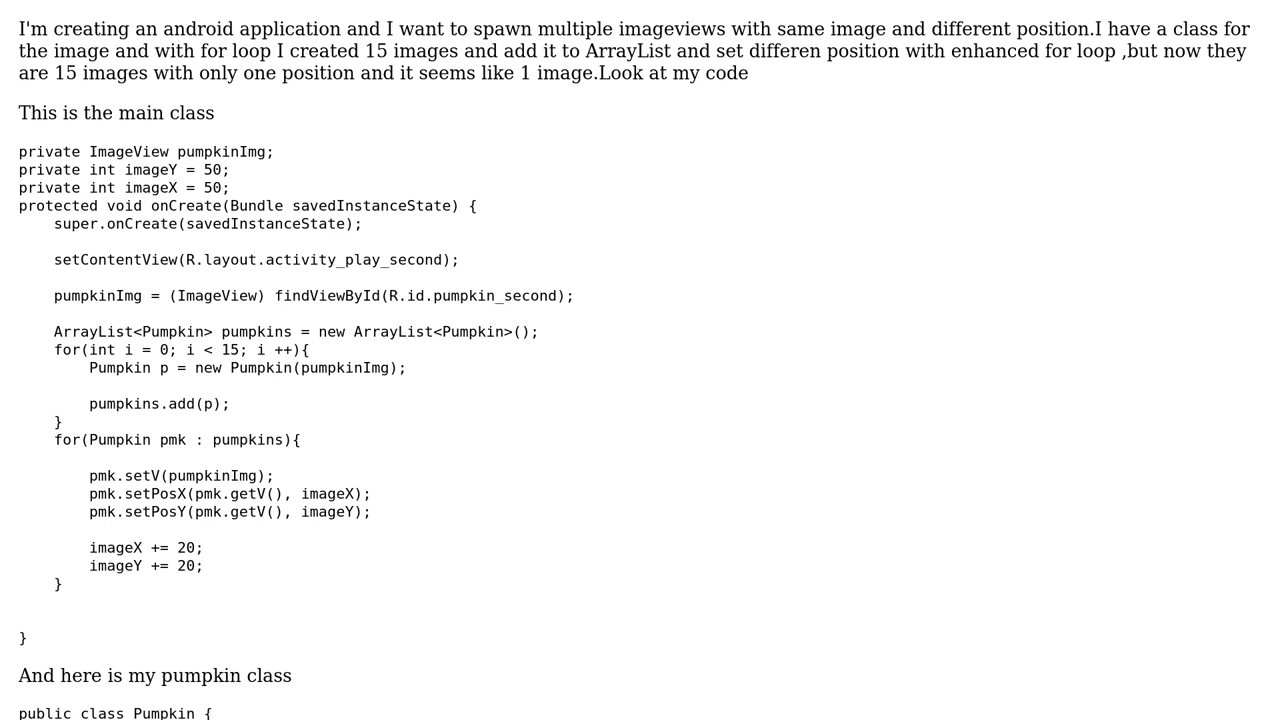 I'm creating an android application and I want to spawn multiple imageviews with same image and different position.I have a class for
the image and with for loop I created 15 images and add it to ArrayList and set differen position with enhanced for loop ,but now they
are 15 images with only one position and it seems like 1 image.Look at my code
This is the main class
private ImageView pumpkinImg;
private int imageY = 50;
private int imageX = 50;
protected void onCreate(Bundle savedInstanceState) {
    super.onCreate(savedInstanceState);
    setContentView(R.layout.activity_play_second);
    pumpkinImg = (ImageView) findViewById(R.id.pumpkin_second);
    ArrayList<Pumpkin> pumpkins = new ArrayList<Pumpkin>();
    for(int i = 0; i < 15; i ++){
        Pumpkin p = new Pumpkin(pumpkinImg);
        pumpkins.add(p);
    }
    for(Pumpkin pmk : pumpkins){
        pmk.setV(pumpkinImg);
        pmk.setPosX(pmk.getV(), imageX);
        pmk.setPosY(pmk.getV(), imageY);
        imageX += 20;
        imageY += 20;
    }
}
And here is my pumpkin class
public class Pumpkin {